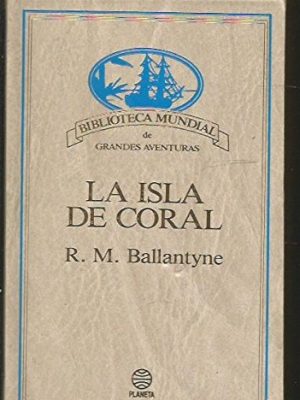 BIBLIOTECA MUNDIAL
de
GRANDES AVENTURAS
LA ISLA
DE CORAL
R. M. Ballantyne
PLANETA